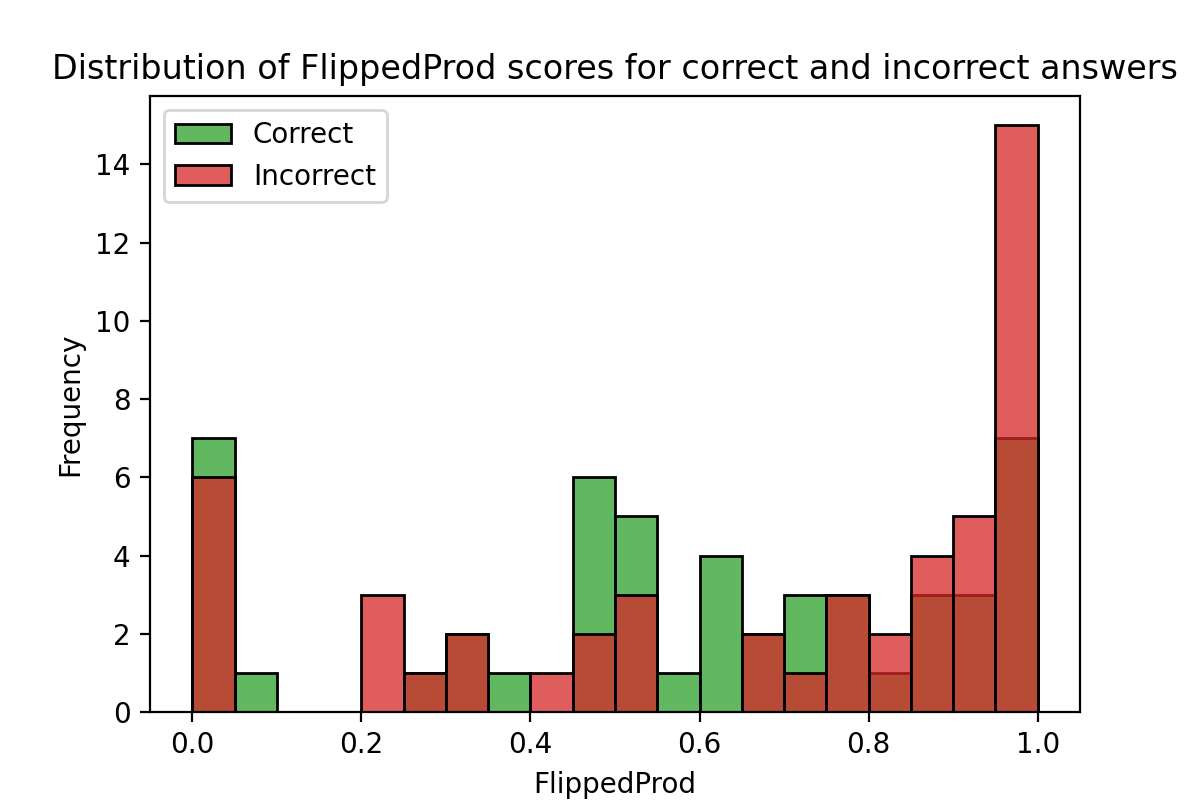 Distribution of FlippedProd scores for correct and incorrect answers
Correct
Incorrect
14
12
10
8
6
4
2
0
Frequency
0.0 0.2 0.4 0.6 0.8 1.0
FlippedProd